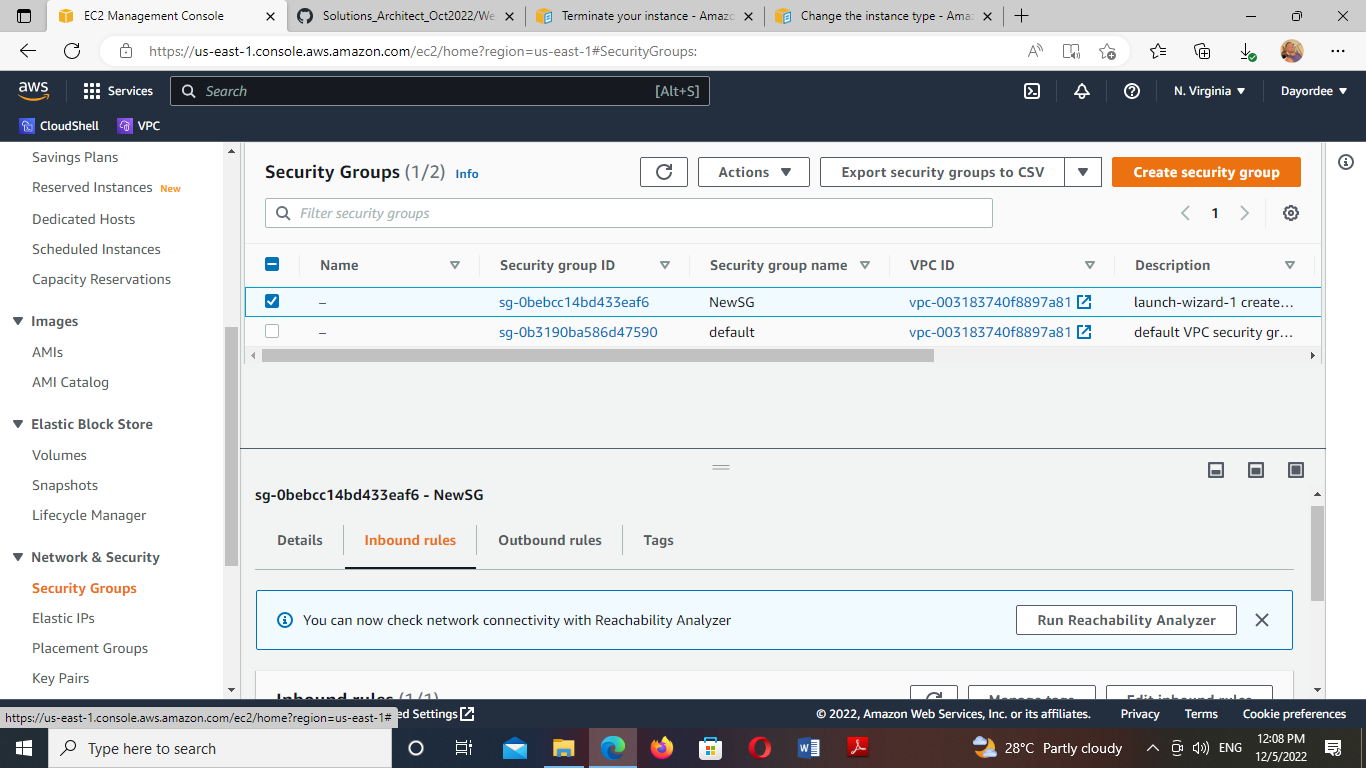 EC2 Management Console
Solutions_Architect_Oct2022/We
Terminate your instance - Amazo
Change the instance type - Amaz
https://us-east-1.console.aws.amazon.com/ec2/home?region=us-east-1#SecurityGroups:
aws
Services
Search
[Alt+S]
N. Virginia
Dayordee
CloudShell
VPC
Savings Plans
Reserved Instances New
Dedicated Hosts
Scheduled Instances
Capacity Reservations
Images
AMIs
AMI Catalog
Elastic Block Store
Volumes
Snapshots
Lifecycle Manager
Network & Security
Security Groups
Elastic IPs
Placement Groups
Key Pairs
Security Groups (1/2) Info
Actions
Export security groups to CSV
Create security group
Filter security groups
1
Name Security group ID Security group name VPC ID Description
– sg-0bebcc14bd433eaf6 NewSG vpc-003183740f8897a81 launch-wizard-1 create...
– sg-0b3190ba586d47590 default vpc-003183740f8897a81 default VPC security gr...
sg-0bebcc14bd433eaf6 - NewSG
Details Inbound rules Outbound rules Tags
You can now check network connectivity with Reachability Analyzer
Run Reachability Analyzer
Inbound rules (1/1)
Manage tags
Edit inbound rules
https://us-east-1.console.aws.amazon.com/ec2/home?region=us-east-1#
ed Settings
© 2022, Amazon Web Services, Inc. or its affiliates. Privacy Terms Cookie preferences
Type here to search
28°C Partly cloudy
ENG
12:08 PM
12/5/2022